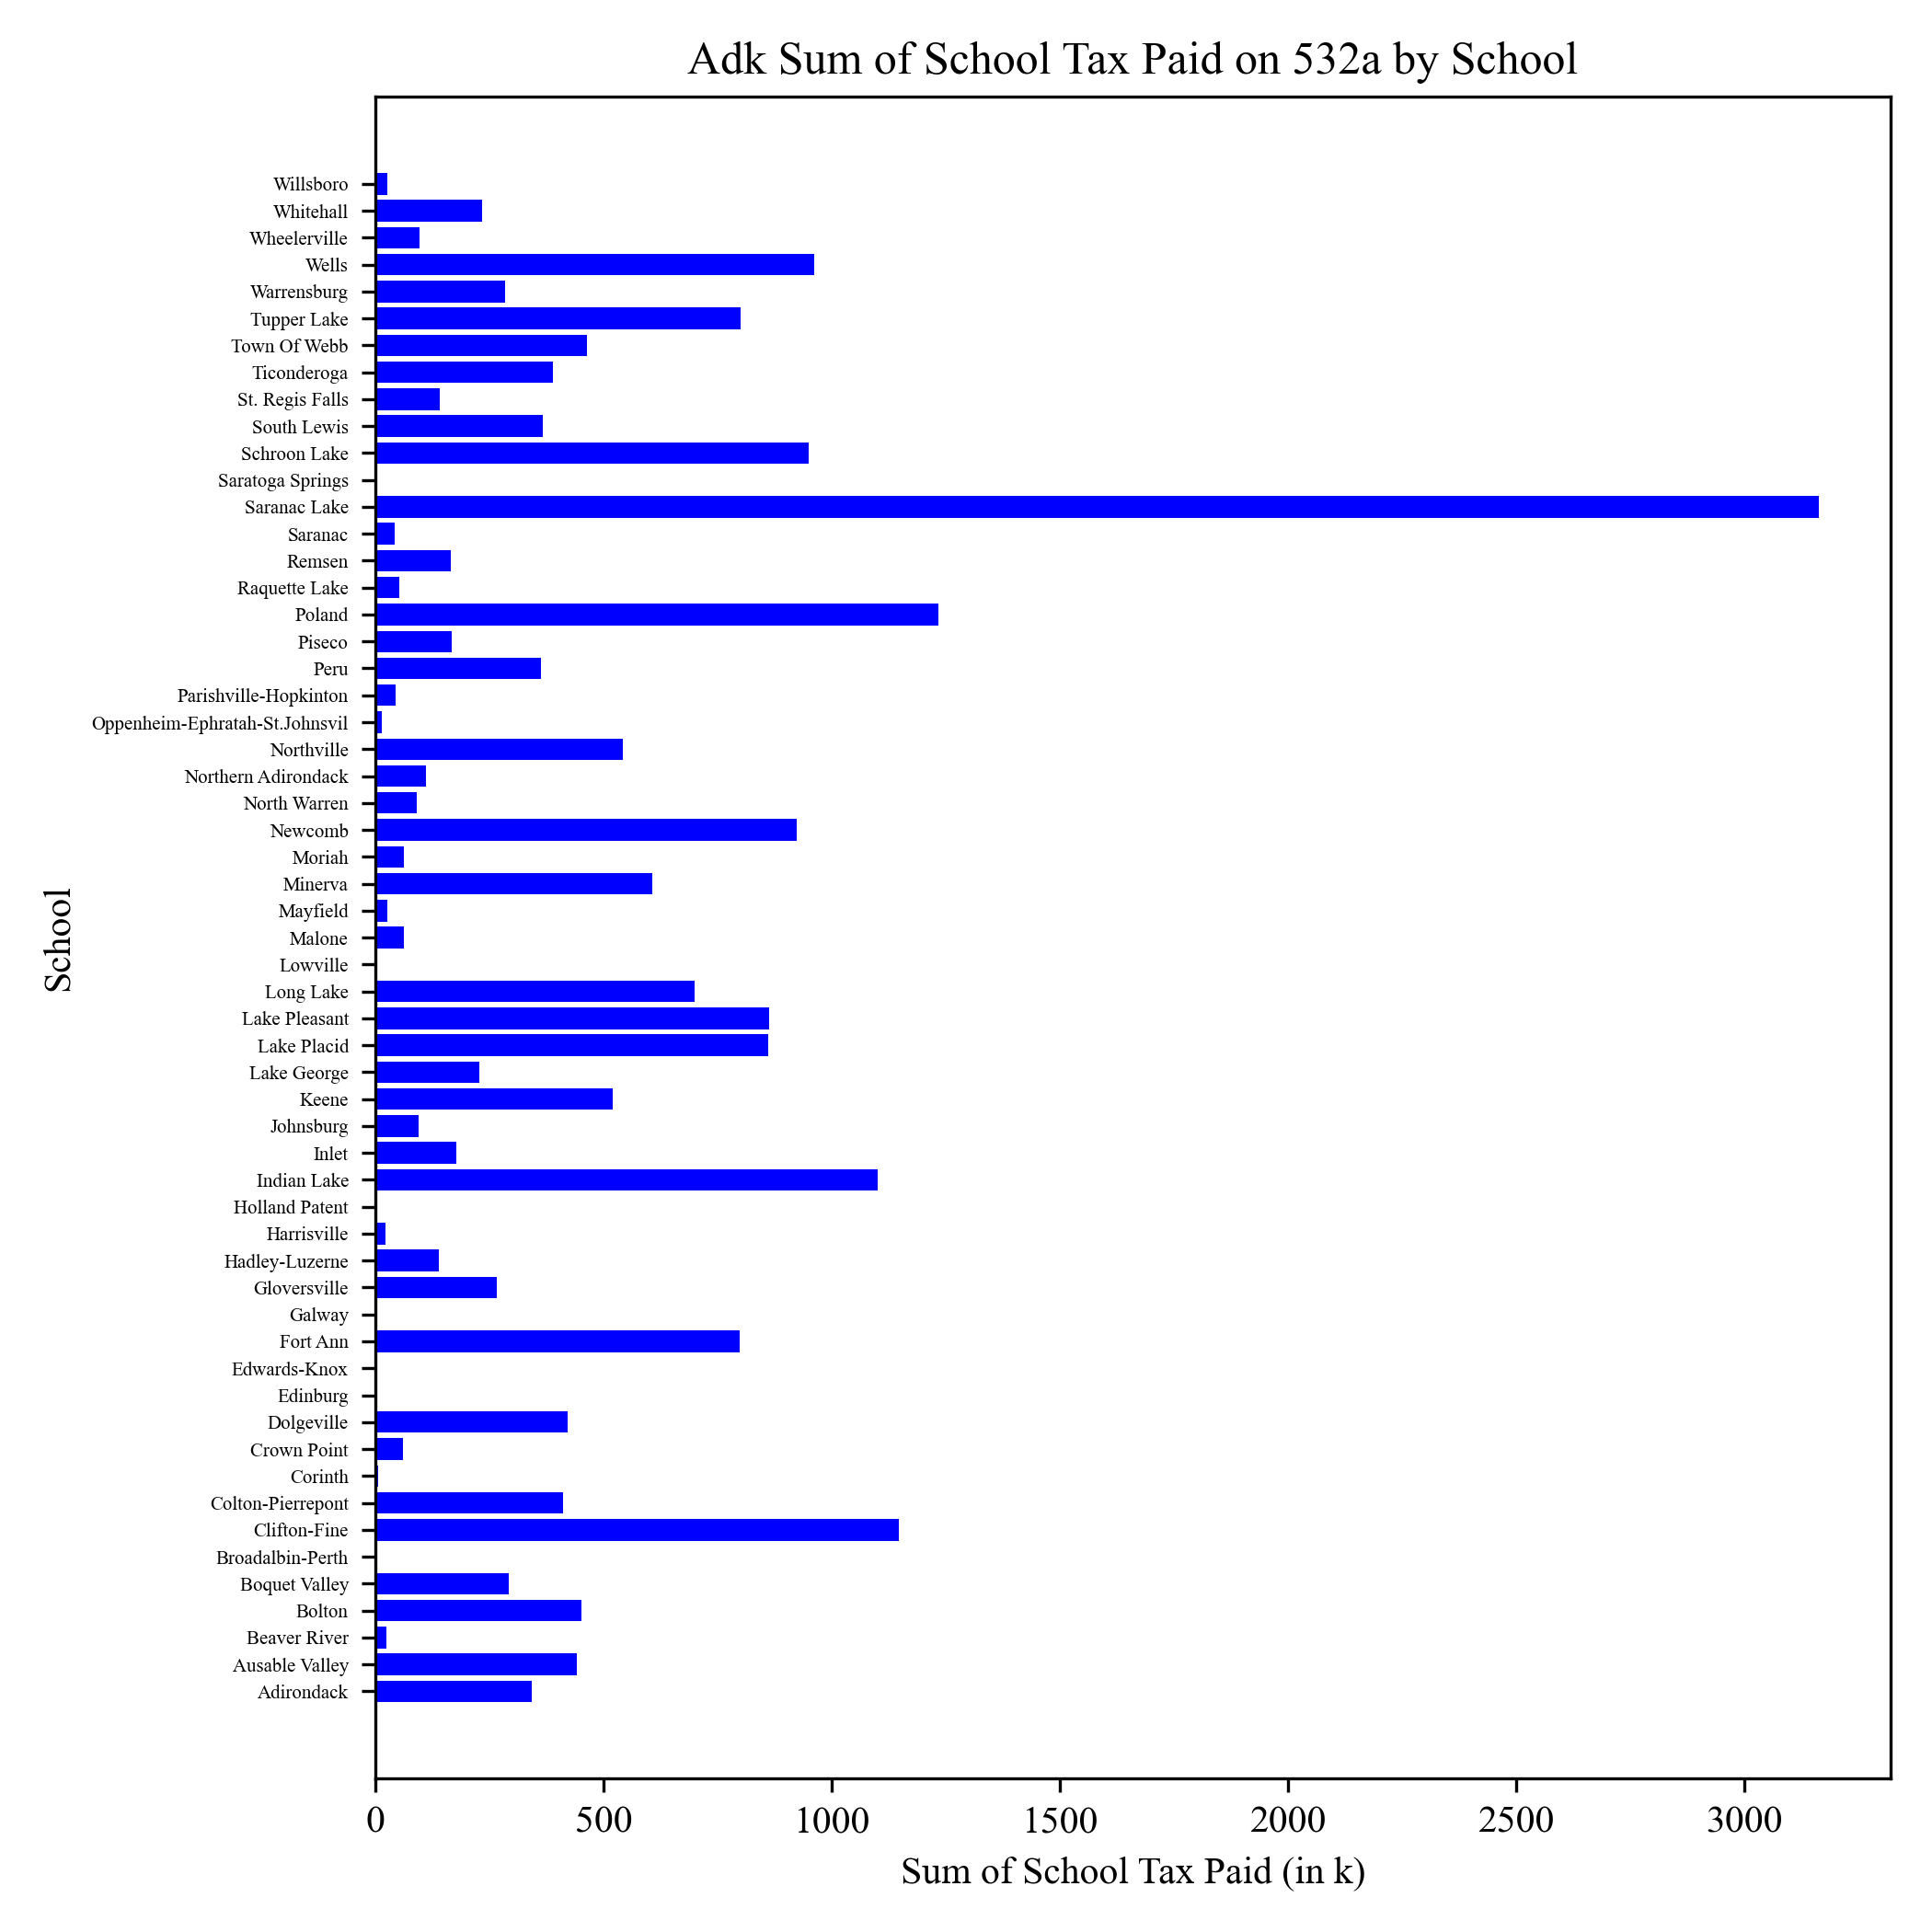 Adk Sum of School Tax Paid on 532a by School
Willsboro
Whitehall
Wheelerville
Wells
Warrensburg
Tupper Lake
Town Of Webb
Ticonderoga
St. Regis Falls
South Lewis
Schroon Lake
Saratoga Springs
Saranac Lake
Saranac
Remsen
Raquette Lake
Poland
Piseco
Peru
Parishville-Hopkinton
Oppenheim-Ephratah-St.Johnsvil
Northville
Northern Adirondack
North Warren
Newcomb
Moriah
Minerva
Mayfield
Malone
Lowville
Long Lake
Lake Pleasant
Lake Placid
Lake George
Keene
Johnsburg
Inlet
Indian Lake
Holland Patent
Harrisville
Hadley-Luzerne
Gloversville
Galway
Fort Ann
Edwards-Knox
Edinburg
Dolgeville
Crown Point
Corinth
Colton-Pierrepont
Clifton-Fine
Broadalbin-Perth
Boquet Valley
Bolton
Beaver River
Ausable Valley
Adirondack
School
0 500 1000 1500 2000 2500 3000
Sum of School Tax Paid (in k)